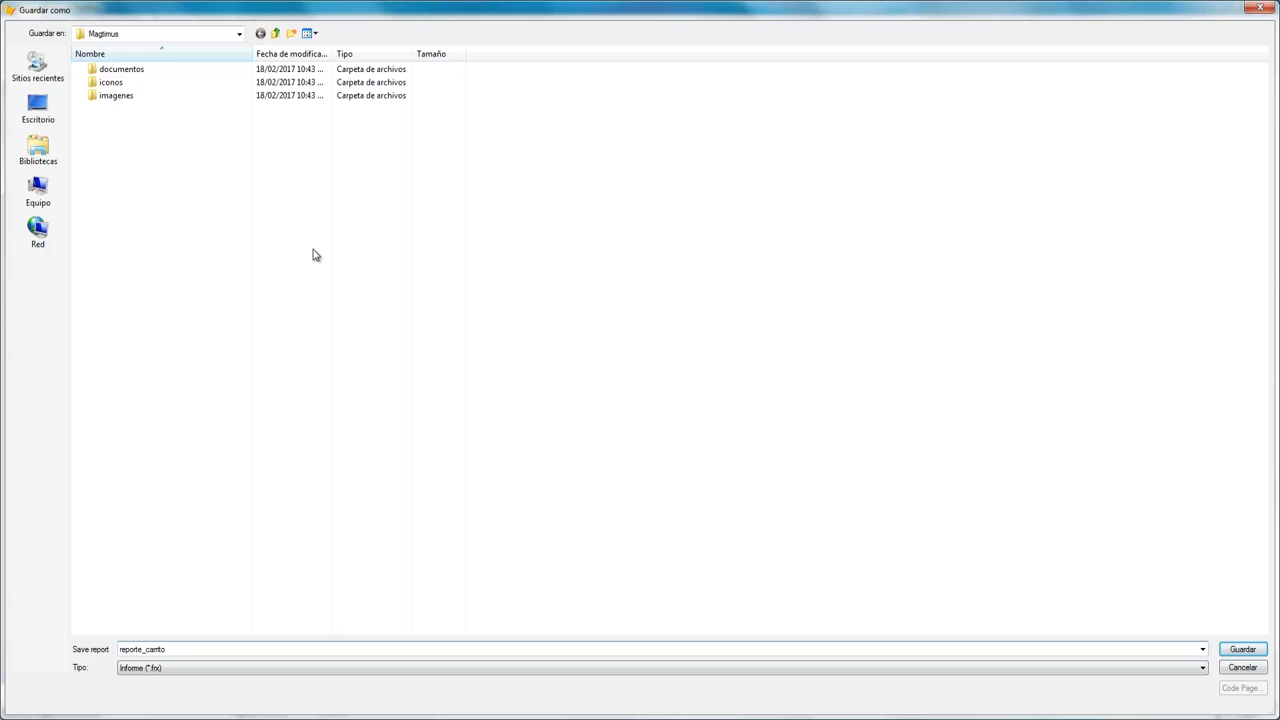 Guardar como
Guardar en: Magtimus
Nombre Fecha de modifica... Tipo Tamaño
documentos 18/02/2017 10:43 ... Carpeta de archivos
iconos 18/02/2017 10:43 ... Carpeta de archivos
imagenes 18/02/2017 10:43 ... Carpeta de archivos
Sitios recientes
Escritorio
Bibliotecas
Equipo
Red
Save report reporte_carrito Guardar
Tipo: Informe (*.frx) Cancelar
Code Page...